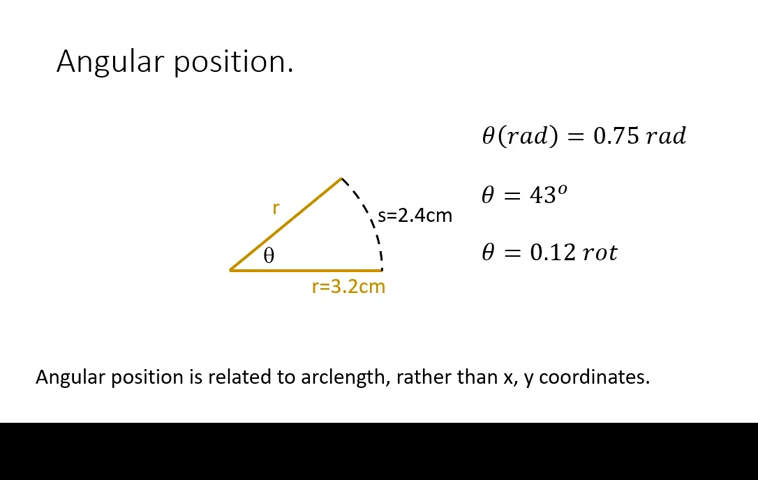 Angular position.
θ(rad) = 0.75 rad
r
θ = 43°
s=2.4cm
θ
θ = 0.12 rot
r=3.2cm
Angular position is related to arclength, rather than x, y coordinates.